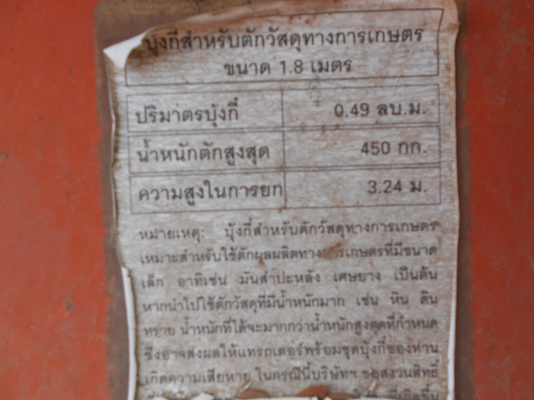 บุ้งกี๋สำหรับตักวัสดุทางการเกษตร
ขนาด 1.8 เมตร
ปริมาตรบุ้งกี๋ 0.49 ลบ.ม.
น้ำหนักตักสูงสุด 450 กก.
ความสูงในการยก 3.24 ม.
หมายเหตุ: บุ้งกี๋สำหรับตักวัสดุทางการเกษตร
เหมาะสำหรับใช้ตักผลผลิตทางการเกษตรที่มีขนาด
เล็ก อาทิเช่น มันสำปะหลัง เศษยาง เป็นต้น
หากนำไปใช้ตักวัสดุที่มีน้ำหนักมาก เช่น หิน ดิน
ทราย น้ำหนักที่ได้จะมากกว่าน้ำหนักสูงสุดที่กำหนด
ซึ่งอาจส่งผลให้แทรกเตอร์พร้อมชุดบุ้งกี๋ของท่าน
เกิดความเสียหาย ในกรณีนี้บริษัทฯ ขอสงวนสิทธิ์